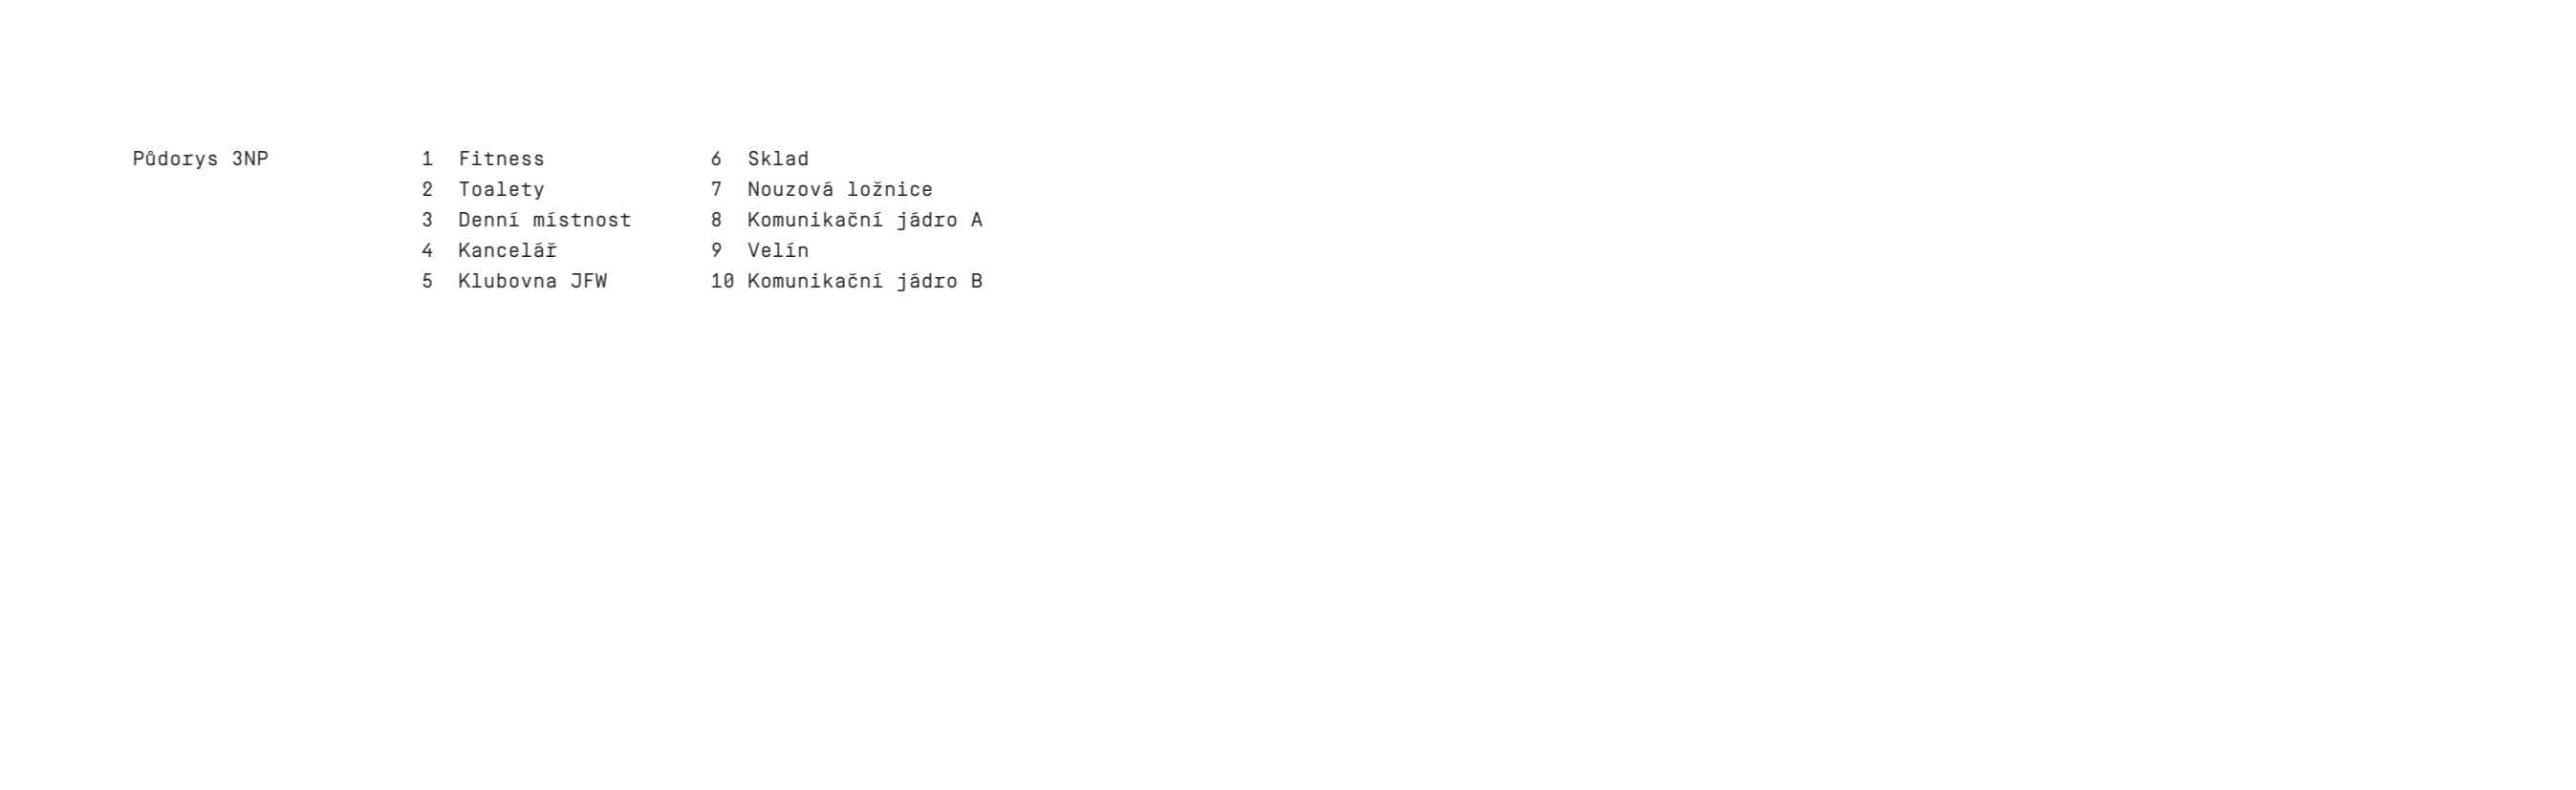 Půdorys 3NP
1 Fitness
2 Toalety
3 Denní místnost
4 Kancelář
5 Klubovna JFW
6 Sklad
7 Nouzová ložnice
8 Komunikační jádro A
9 Velín
10 Komunikační jádro B